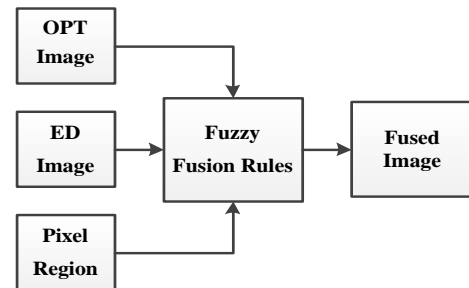 OPT
Image
ED
Image
Fuzzy
Fusion Rules
Fused
Image
Pixel
Region